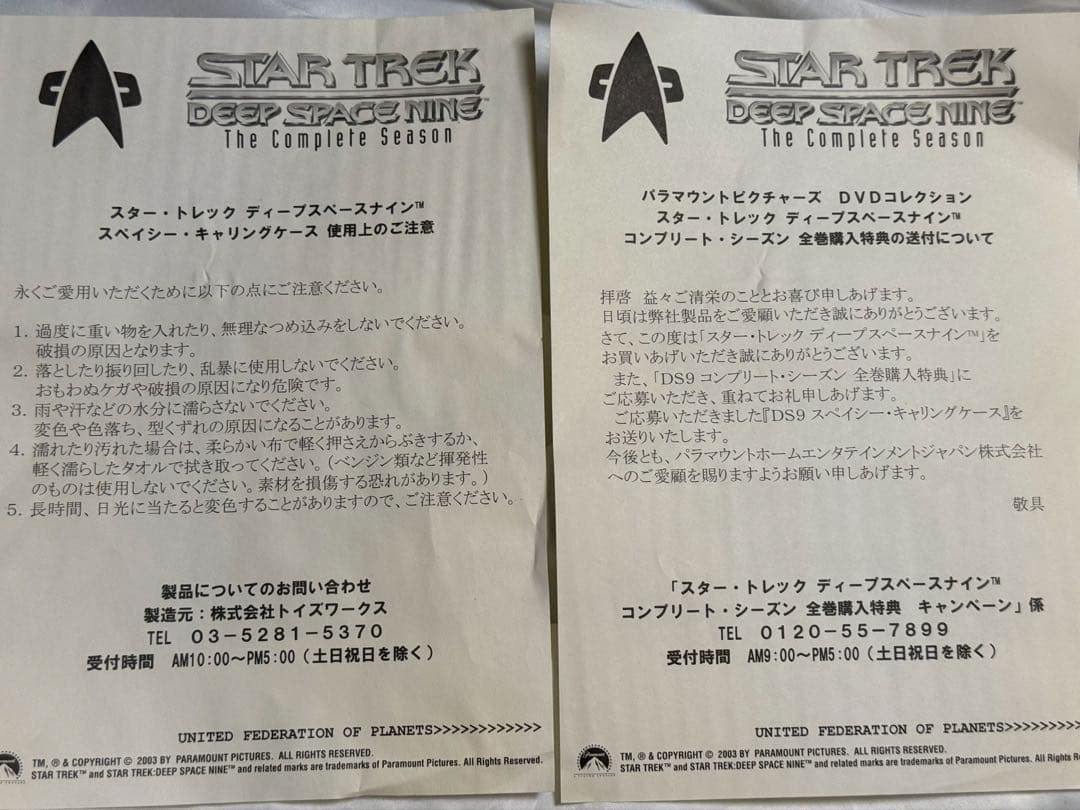 STAR TREK
DEEP SPACE NINE™
The Complete Season
スター・トレック ディープスペースナイン™
スペイシー・キャリングケース 使用上のご注意
永くご愛用いただくために以下の点にご注意ください。
1. 過度に重い物を入れたり、無理なつめ込みをしないでください。
破損の原因となります。
2. 落としたり振り回したり、乱暴に使用しないでください。
おもわぬケガや破損の原因になり危険です。
3. 雨や汗などの水分に濡らさないでください。
変色や色落ち、型くずれの原因になることがあります。
4. 濡れたり汚れた場合は、柔らかい布で軽く押さえからぶきするか、
軽く濡らしたタオルで拭き取ってください。（ベンジン類など揮発性
のものは使用しないでください。素材を損傷する恐れがあります。）
5. 長時間、日光に当たると変色することがありますので、ご注意ください。
製品についてのお問い合わせ
製造元：株式会社トイズワークス
TEL 03-5281-5370
受付時間 AM10:00～PM5:00（土日祝日を除く）
UNITED FEDERATION OF PLANETS>>>>>>>>>>>>
TM, ® & COPYRIGHT © 2003 BY PARAMOUNT PICTURES. ALL RIGHTS RESERVED.
STAR TREK™ and STAR TREK:DEEP SPACE NINE™ and related marks are trademarks of Paramount Pictures. All Rights Reserved.
STAR TREK
DEEP SPACE NINE™
The Complete Season
パラマウントピクチャーズ DVDコレクション
スター・トレック ディープスペースナイン™
コンプリート・シーズン 全巻購入特典の送付について
拝啓 益々ご清栄のこととお喜び申しあげます。
日頃は弊社製品をご愛顧いただき誠にありがとうございます。
さて、この度は「スター・トレック ディープスペースナイン™」を
お買いあげいただき誠にありがとうございます。
また、「DS9 コンプリート・シーズン 全巻購入特典」に
ご応募いただき、重ねてお礼申しあげます。
ご応募いただきました『DS9 スペイシー・キャリングケース』を
お送りいたします。
今後とも、パラマウントホームエンタテインメントジャパン株式会社
へのご愛顧を賜りますようお願い申しあげます。
敬具
「スター・トレック ディープスペースナイン™
コンプリート・シーズン 全巻購入特典 キャンペーン」係
TEL 0120-55-7899
受付時間 AM9:00～PM5:00（土日祝日を除く）
UNITED FEDERATION OF PLANETS>>>>>>>>>
TM, ® & COPYRIGHT © 2003 BY PARAMOUNT PICTURES. ALL RIGHTS RESERVED.
STAR TREK™ and STAR TREK:DEEP SPACE NINE™ and related marks are trademarks of Paramount Pictures. All Rights